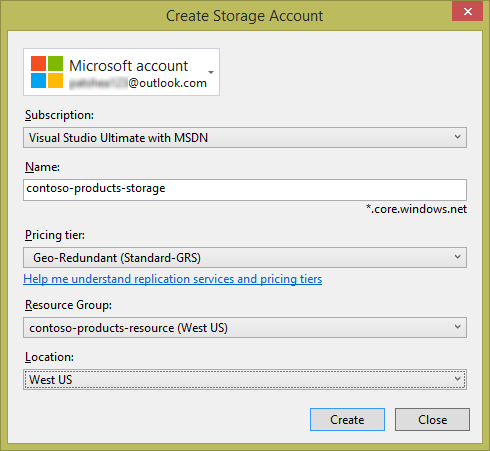 Create Storage Account
Microsoft account
@outlook.com
Subscription:
Visual Studio Ultimate with MSDN
Name:
contoso-products-storage
*.core.windows.net
Pricing tier:
Geo-Redundant (Standard-GRS)
Help me understand replication services and pricing tiers
Resource Group:
contoso-products-resource (West US)
Location:
West US
Create
Close